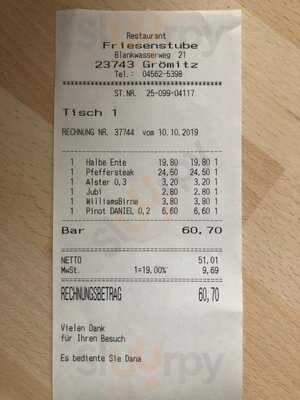 Restaurant
Friesenstube
Blankwasserweg 21
23743 Grömitz
Tel.: 04562-5398
ST.NR. 25-099-04117
Tisch 1
RECHNUNG NR. 37744 vom 10.10.2019
1 Halbe Ente 19,80 19,80 1
1 Pfeffersteak 24,50 24,50 1
1 Alster 0,3 3,20 3,20 1
1 Jubi 2,80 2,80 1
1 WilliamsBirne 3,80 3,80 1
1 Pinot DANIEL 0,2 6,60 6,60 1
Bar 60,70
NETTO 51,01
MwSt. 1=19,00% 9,69
RECHNUNGSBETRAG 60,70
Vielen Dank
für Ihren Besuch
Es bediente Sie Dana